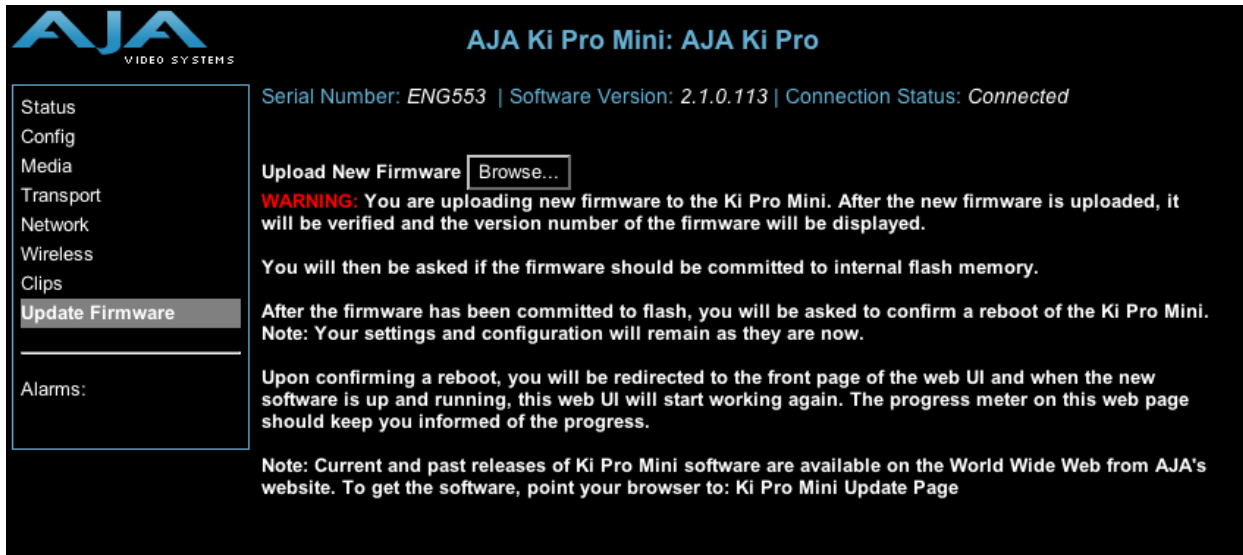 AJA
VIDEO SYSTEMS
AJA Ki Pro Mini: AJA Ki Pro
Status
Config
Media
Transport
Network
Wireless
Clips
Update Firmware
Alarms:
Serial Number: ENG553 | Software Version: 2.1.0.113 | Connection Status: Connected
Upload New Firmware Browse...
WARNING: You are uploading new firmware to the Ki Pro Mini. After the new firmware is uploaded, it
will be verified and the version number of the firmware will be displayed.
You will then be asked if the firmware should be committed to internal flash memory.
After the firmware has been committed to flash, you will be asked to confirm a reboot of the Ki Pro Mini.
Note: Your settings and configuration will remain as they are now.
Upon confirming a reboot, you will be redirected to the front page of the web UI and when the new
software is up and running, this web UI will start working again. The progress meter on this web page
should keep you informed of the progress.
Note: Current and past releases of Ki Pro Mini software are available on the World Wide Web from AJA's
website. To get the software, point your browser to: Ki Pro Mini Update Page